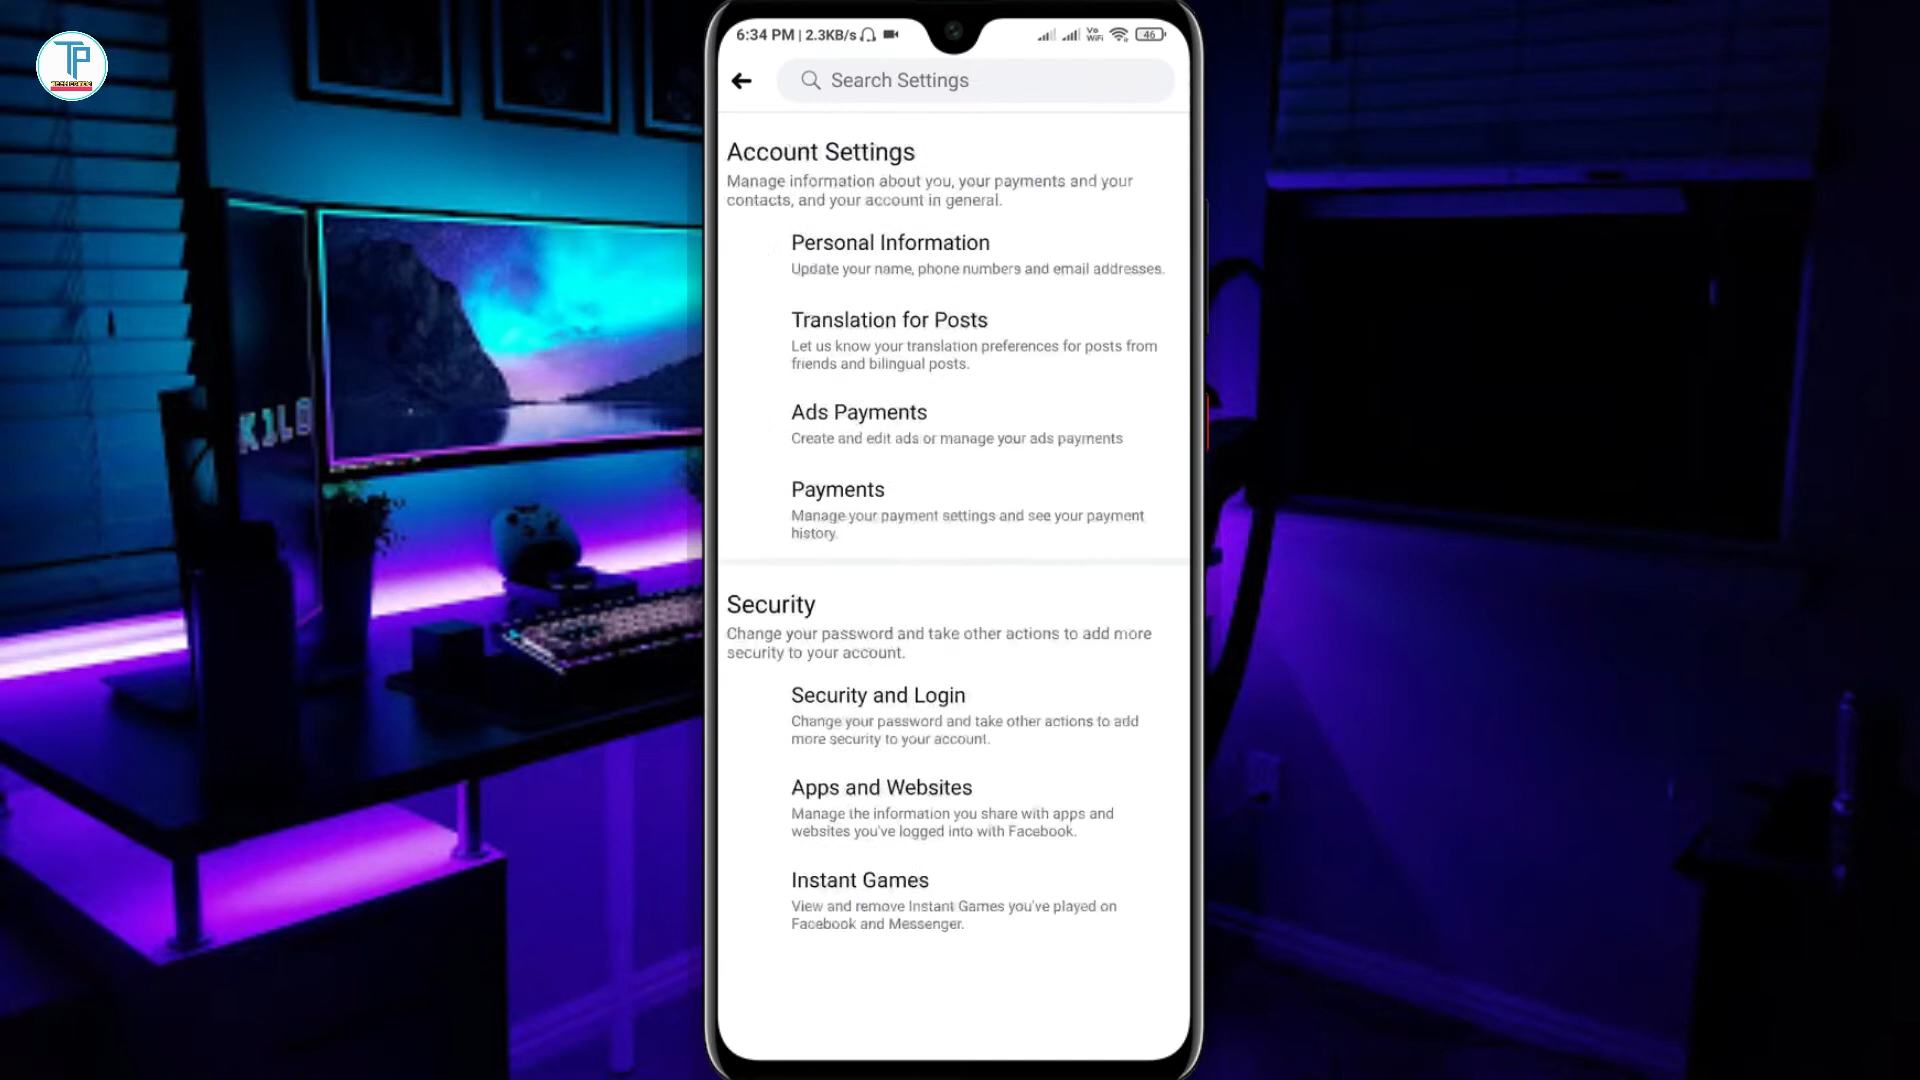 TP
6:34 PM | 2.3KB/s
Vo
WiFi
46
Search Settings
Account Settings
Manage information about you, your payments and your
contacts, and your account in general.
Personal Information
Update your name, phone numbers and email addresses.
Translation for Posts
Let us know your translation preferences for posts from
friends and bilingual posts.
Ads Payments
Create and edit ads or manage your ads payments
Payments
Manage your payment settings and see your payment
history.
Security
Change your password and take other actions to add more
security to your account.
Security and Login
Change your password and take other actions to add
more security to your account.
Apps and Websites
Manage the information you share with apps and
websites you've logged into with Facebook.
Instant Games
View and remove Instant Games you've played on
Facebook and Messenger.
K1LO